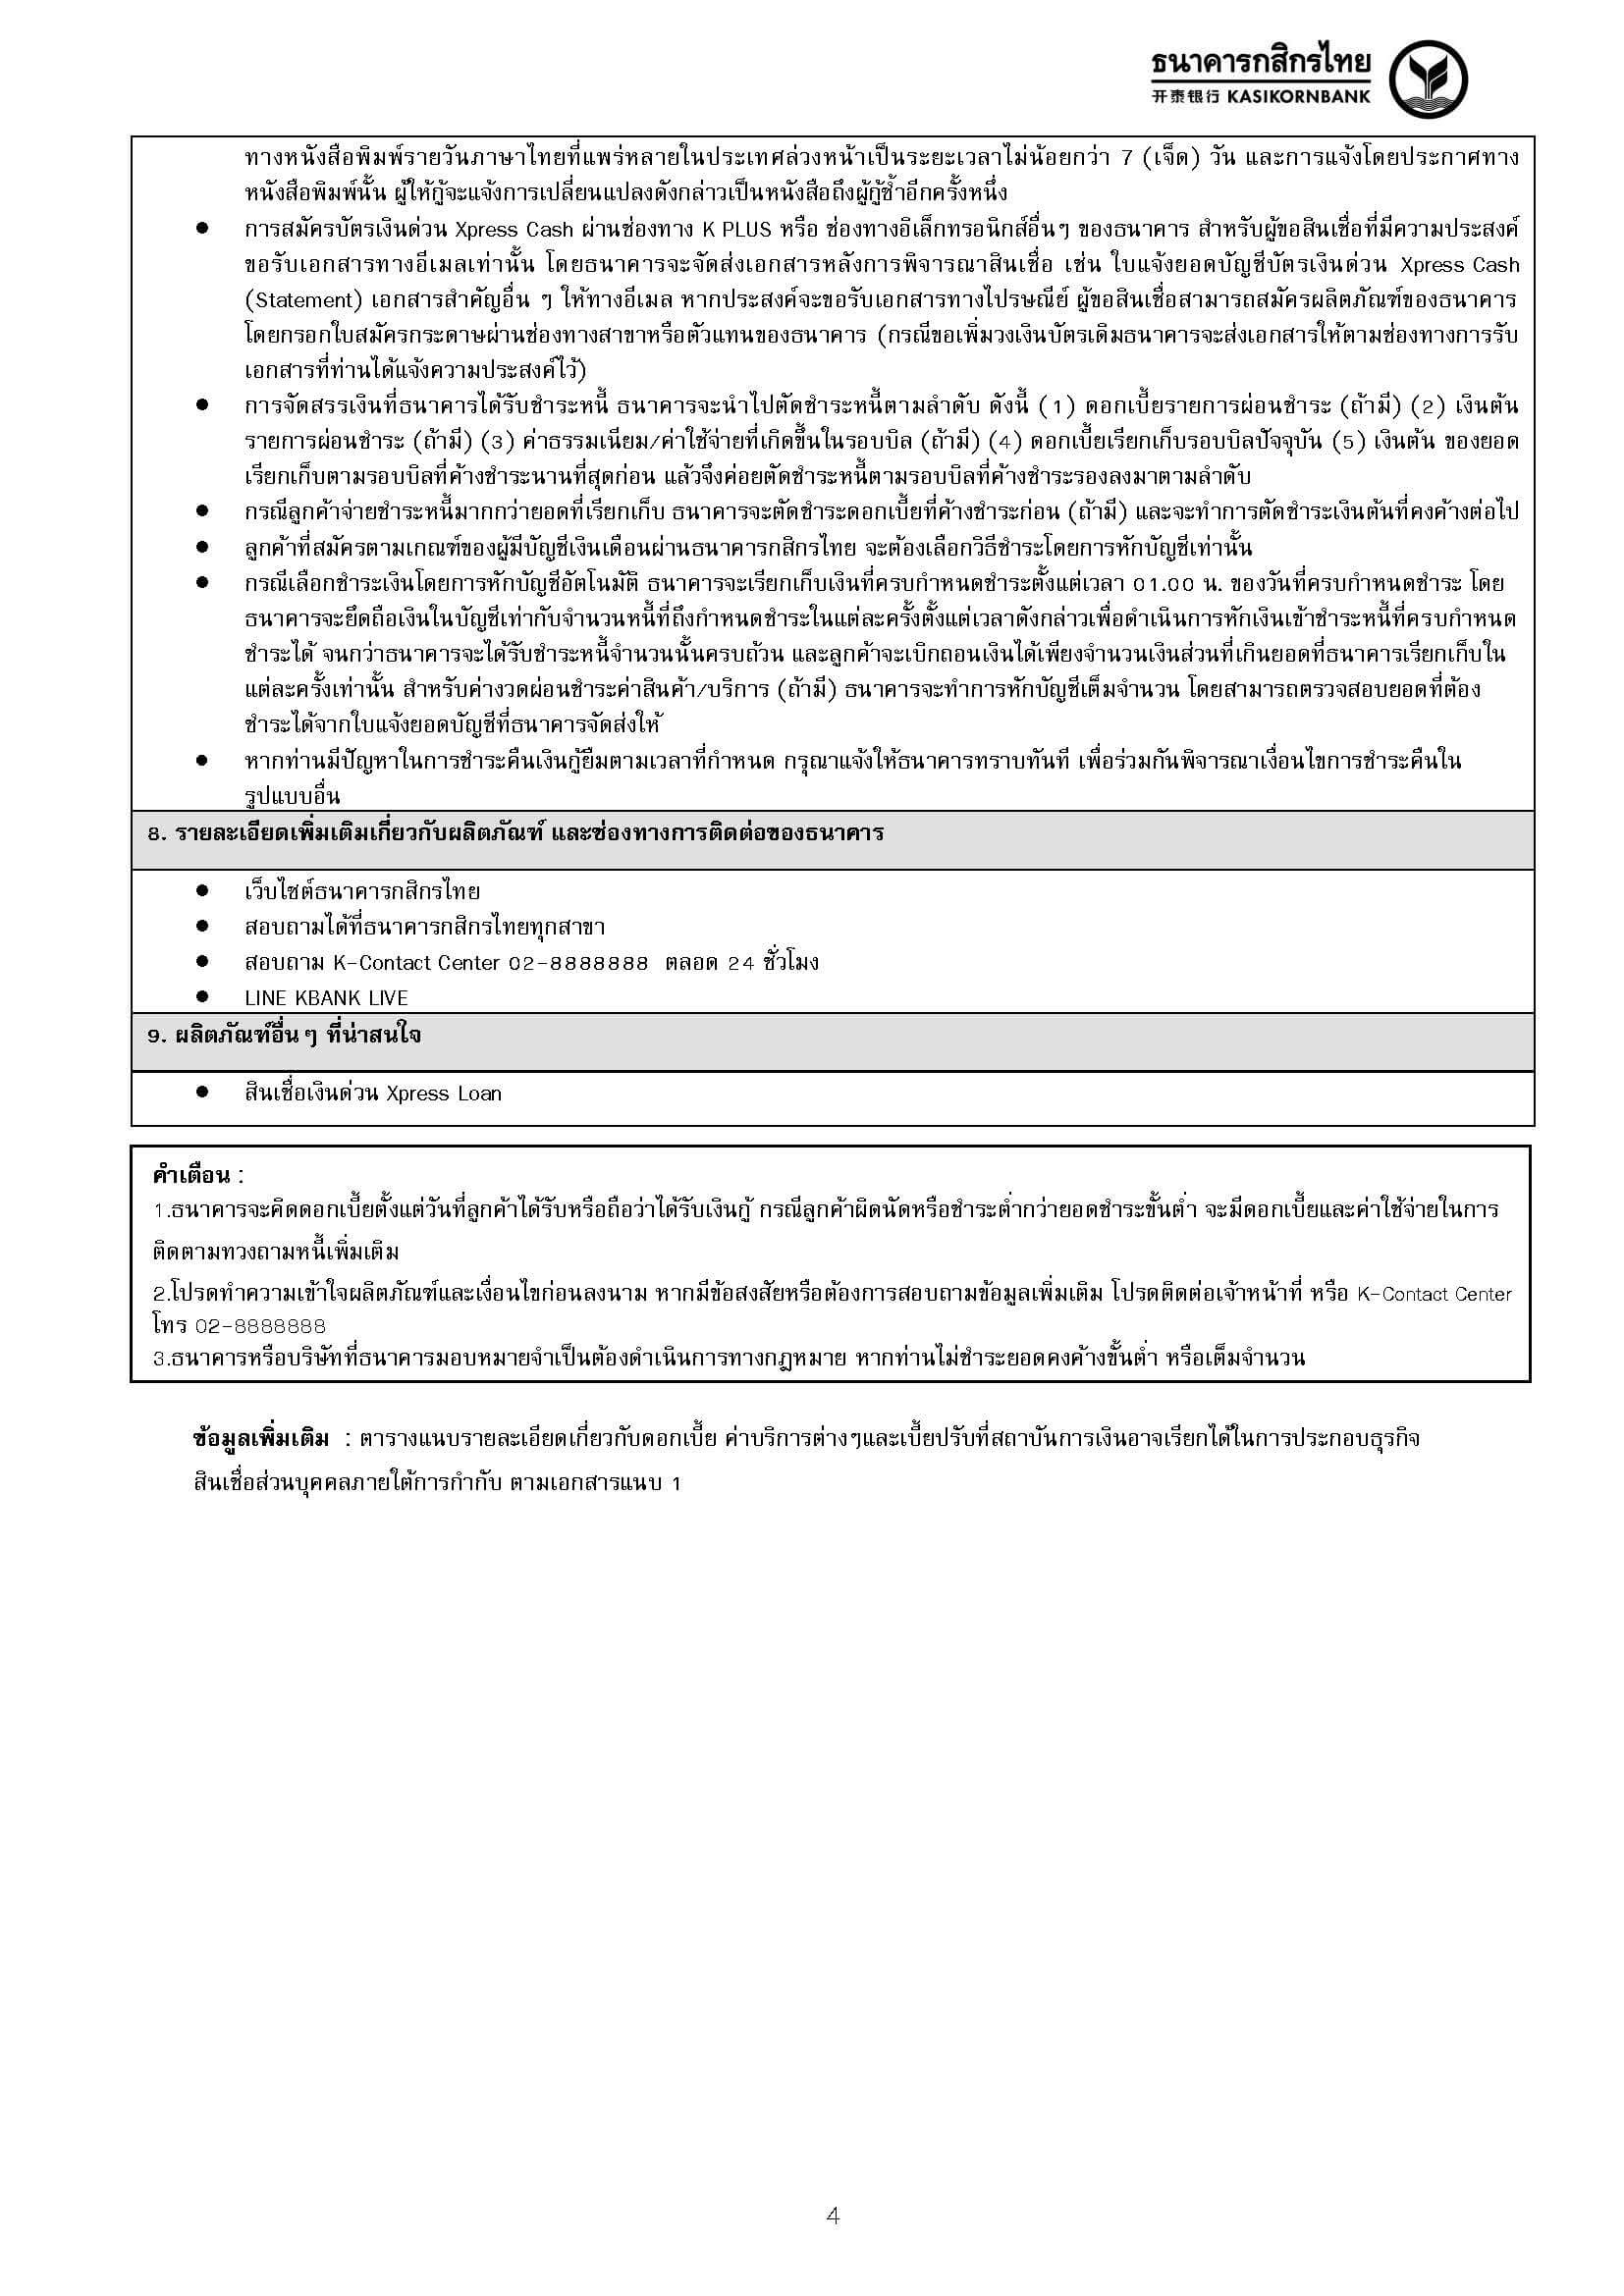 ธนาคารกสิกรไทย
开泰银行 KASIKORNBANK
ทางหนังสือพิมพ์รายวันภาษาไทยที่แพร่หลายในประเทศล่วงหน้าเป็นระยะเวลาไม่น้อยกว่า 7 (เจ็ด) วัน และการแจ้งโดยประกาศทาง
หนังสือพิมพ์นั้น ผู้ให้กู้จะแจ้งการเปลี่ยนแปลงดังกล่าวเป็นหนังสือถึงผู้กู้ซ้ำอีกครั้งหนึ่ง
● การสมัครบัตรเงินด่วน Xpress Cash ผ่านช่องทาง K PLUS หรือ ช่องทางอิเล็กทรอนิกส์อื่นๆ ของธนาคาร สำหรับผู้ขอสินเชื่อที่มีความประสงค์
ขอรับเอกสารทางอีเมลเท่านั้น โดยธนาคารจะจัดส่งเอกสารหลังการพิจารณาสินเชื่อ เช่น ใบแจ้งยอดบัญชีบัตรเงินด่วน Xpress Cash
(Statement) เอกสารสำคัญอื่น ๆ ให้ทางอีเมล หากประสงค์จะขอรับเอกสารทางไปรษณีย์ ผู้ขอสินเชื่อสามารถสมัครผลิตภัณฑ์ของธนาคาร
โดยกรอกใบสมัครกระดาษผ่านช่องทางสาขาหรือตัวแทนของธนาคาร (กรณีขอเพิ่มวงเงินบัตรเดิมธนาคารจะส่งเอกสารให้ตามช่องทางการรับ
เอกสารที่ท่านได้แจ้งความประสงค์ไว้)
● การจัดสรรเงินที่ธนาคารได้รับชำระหนี้ ธนาคารจะนำไปตัดชำระหนี้ตามลำดับ ดังนี้ (1) ดอกเบี้ยรายการผ่อนชำระ (ถ้ามี) (2) เงินต้น
รายการผ่อนชำระ (ถ้ามี) (3) ค่าธรรมเนียม/ค่าใช้จ่ายที่เกิดขึ้นในรอบบิล (ถ้ามี) (4) ดอกเบี้ยเรียกเก็บรอบบิลปัจจุบัน (5) เงินต้น ของยอด
เรียกเก็บตามรอบบิลที่ค้างชำระนานที่สุดก่อน แล้วจึงค่อยตัดชำระหนี้ตามรอบบิลที่ค้างชำระรองลงมาตามลำดับ
● กรณีลูกค้าจ่ายชำระหนี้มากกว่ายอดที่เรียกเก็บ ธนาคารจะตัดชำระดอกเบี้ยที่ค้างชำระก่อน (ถ้ามี) และจะทำการตัดชำระเงินต้นที่คงค้างต่อไป
● ลูกค้าที่สมัครตามเกณฑ์ของผู้มีบัญชีเงินเดือนผ่านธนาคารกสิกรไทย จะต้องเลือกวิธีชำระโดยการหักบัญชีเท่านั้น
● กรณีเลือกชำระเงินโดยการหักบัญชีอัตโนมัติ ธนาคารจะเรียกเก็บเงินที่ครบกำหนดชำระตั้งแต่เวลา 01.00 น. ของวันที่ครบกำหนดชำระ โดย
ธนาคารจะยึดถือเงินในบัญชีเท่ากับจำนวนหนี้ที่ถึงกำหนดชำระในแต่ละครั้งตั้งแต่เวลาดังกล่าวเพื่อดำเนินการหักเงินเข้าชำระหนี้ที่ครบกำหนด
ชำระได้ จนกว่าธนาคารจะได้รับชำระหนี้จำนวนนั้นครบถ้วน และลูกค้าจะเบิกถอนเงินได้เพียงจำนวนเงินส่วนที่เกินยอดที่ธนาคารเรียกเก็บใน
แต่ละครั้งเท่านั้น สำหรับค่างวดผ่อนชำระค่าสินค้า/บริการ (ถ้ามี) ธนาคารจะทำการหักบัญชีเต็มจำนวน โดยสามารถตรวจสอบยอดที่ต้อง
ชำระได้จากใบแจ้งยอดบัญชีที่ธนาคารจัดส่งให้
● หากท่านมีปัญหาในการชำระคืนเงินกู้ยืมตามเวลาที่กำหนด กรุณาแจ้งให้ธนาคารทราบทันที เพื่อร่วมกันพิจารณาเงื่อนไขการชำระคืนใน
รูปแบบอื่น
8. รายละเอียดเพิ่มเติมเกี่ยวกับผลิตภัณฑ์ และช่องทางการติดต่อของธนาคาร
● เว็บไซต์ธนาคารกสิกรไทย
● สอบถามได้ที่ธนาคารกสิกรไทยทุกสาขา
● สอบถาม K-Contact Center 02-8888888 ตลอด 24 ชั่วโมง
● LINE KBANK LIVE
9. ผลิตภัณฑ์อื่นๆ ที่น่าสนใจ
● สินเชื่อเงินด่วน Xpress Loan
คำเตือน :
1.ธนาคารจะคิดดอกเบี้ยตั้งแต่วันที่ลูกค้าได้รับหรือถือว่าได้รับเงินกู้ กรณีลูกค้าผิดนัดหรือชำระต่ำกว่ายอดชำระขั้นต่ำ จะมีดอกเบี้ยและค่าใช้จ่ายในการ
ติดตามทวงถามหนี้เพิ่มเติม
2.โปรดทำความเข้าใจผลิตภัณฑ์และเงื่อนไขก่อนลงนาม หากมีข้อสงสัยหรือต้องการสอบถามข้อมูลเพิ่มเติม โปรดติดต่อเจ้าหน้าที่ หรือ K-Contact Center
โทร 02-8888888
3.ธนาคารหรือบริษัทที่ธนาคารมอบหมายจำเป็นต้องดำเนินการทางกฎหมาย หากท่านไม่ชำระยอดคงค้างขั้นต่ำ หรือเต็มจำนวน
ข้อมูลเพิ่มเติม : ตารางแนบรายละเอียดเกี่ยวกับดอกเบี้ย ค่าบริการต่างๆและเบี้ยปรับที่สถาบันการเงินอาจเรียกได้ในการประกอบธุรกิจ
สินเชื่อส่วนบุคคลภายใต้การกำกับ ตามเอกสารแนบ 1
4